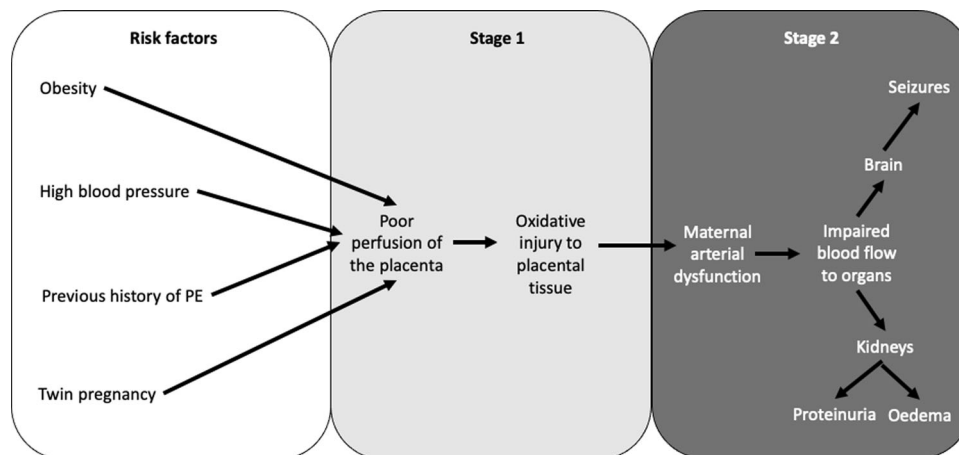 Risk factors
Obesity
High blood pressure
Previous history of PE
Twin pregnancy
Stage 1
Poor
perfusion of
the placenta
Oxidative
injury to
placental
tissue
Stage 2
Seizures
Brain
Maternal
arterial
dysfunction
Impaired
blood flow
to organs
Kidneys
Proteinuria
Oedema